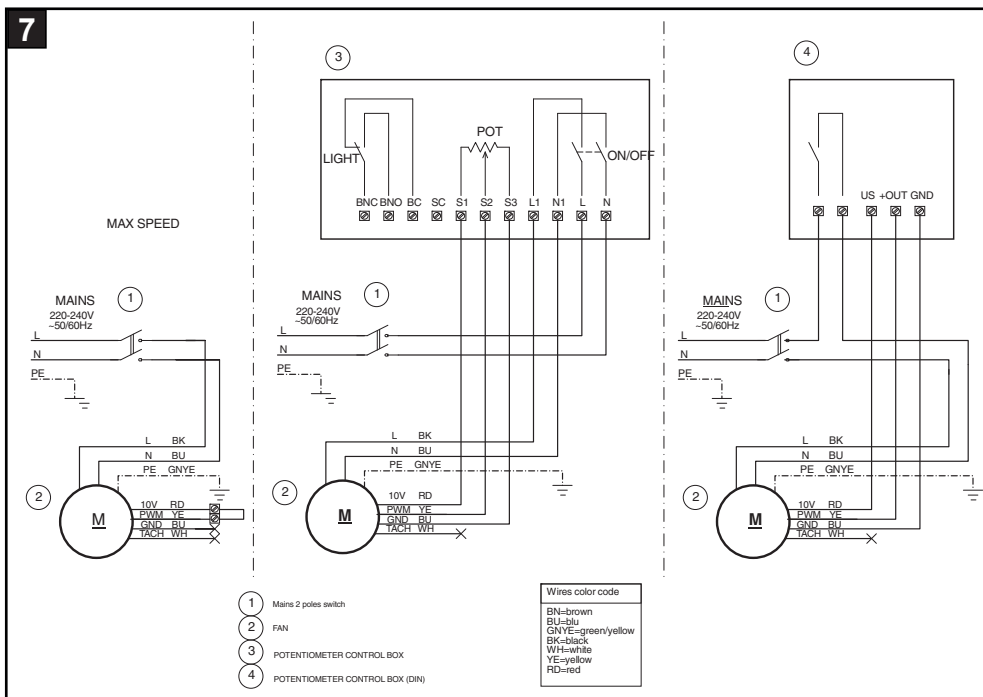 7
MAX SPEED
MAINS
1
220-240V
~50/60Hz
L
N
PE
L BK
N BU
PE GNYE
2
M
10V RD
PWM YE
GND BU
TACH WH
3
LIGHT
POT
ON/OFF
BNC BNO BC SC S1 S2 S3 L1 N1 L N
MAINS
1
220-240V
~50/60Hz
L
N
PE
L BK
N BU
PE GNYE
2
M
10V RD
PWM YE
GND BU
TACH WH
4
US +OUT GND
MAINS
1
220-240V
~50/60Hz
L
N
PE
L BK
N BU
PE GNYE
2
M
10V RD
PWM YE
GND BU
TACH WH
1 Mains 2 poles switch
2 FAN
3 POTENTIOMETER CONTROL BOX
4 POTENTIOMETER CONTROL BOX (DIN)
Wires color code
BN=brown
BU=blu
GNYE=green/yellow
BK=black
WH=white
YE=yellow
RD=red